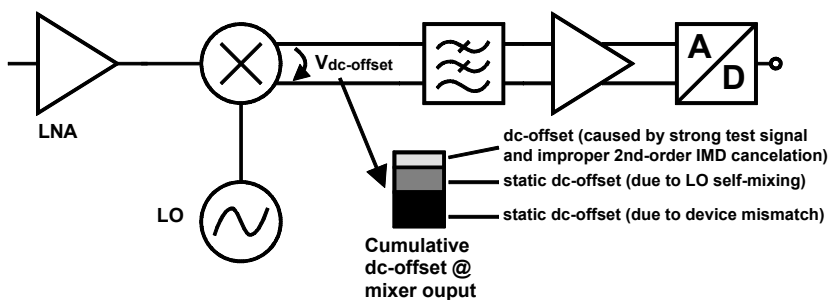 LNA
LO
Vdc-offset
A
D
dc-offset (caused by strong test signal
and improper 2nd-order IMD cancelation)
static dc-offset (due to LO self-mixing)
static dc-offset (due to device mismatch)
Cumulative
dc-offset @
mixer ouput